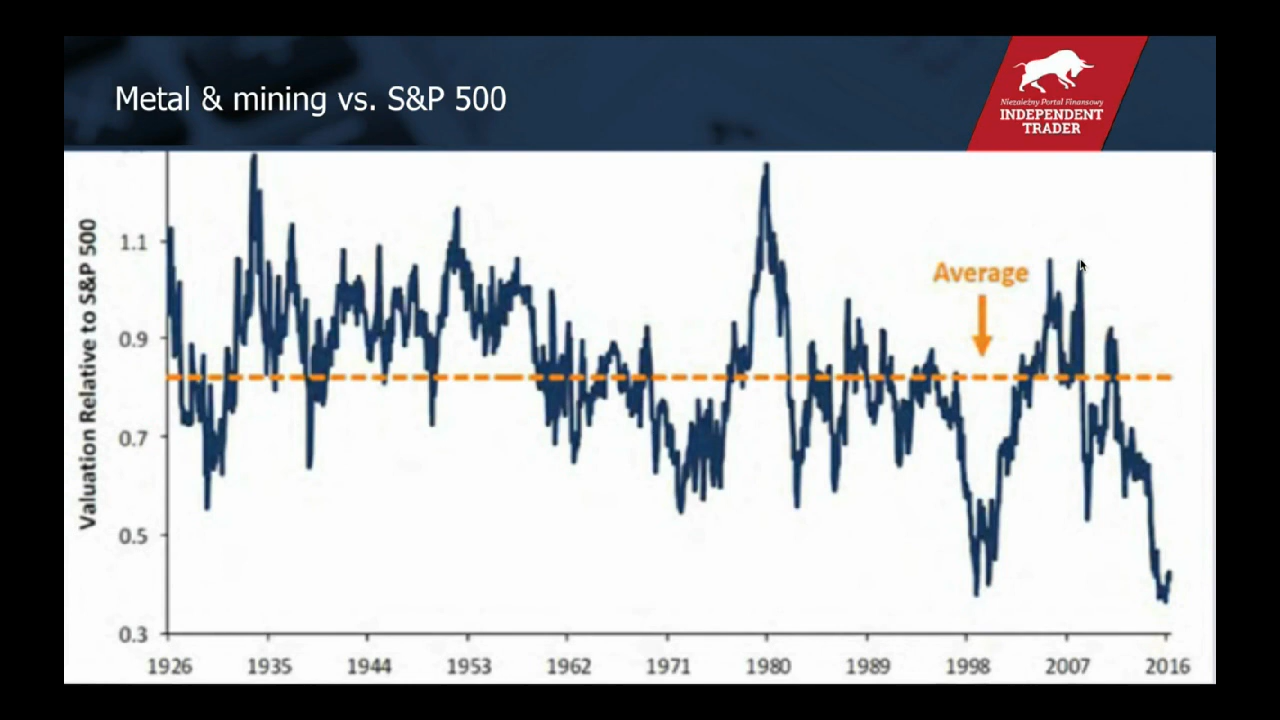 Metal & mining vs. S&P 500
Niezależny Portal Finansowy
INDEPENDENT
TRADER
Valuation Relative to S&P 500
1.1
0.9
0.7
0.5
0.3
Average
1926 1935 1944 1953 1962 1971 1980 1989 1998 2007 2016